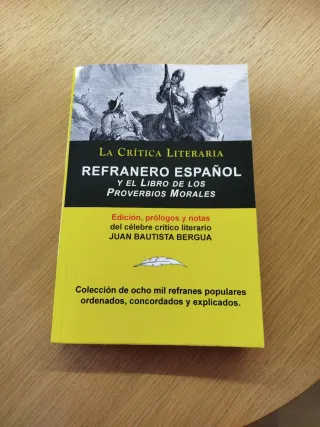 La Crítica Literaria
REFRANERO ESPAÑOL
y el Libro de los
Proverbios Morales
Edición, prólogos y notas
del célebre crítico literario
JUAN BAUTISTA BERGUA
Colección de ocho mil refranes populares
ordenados, concordados y explicados.